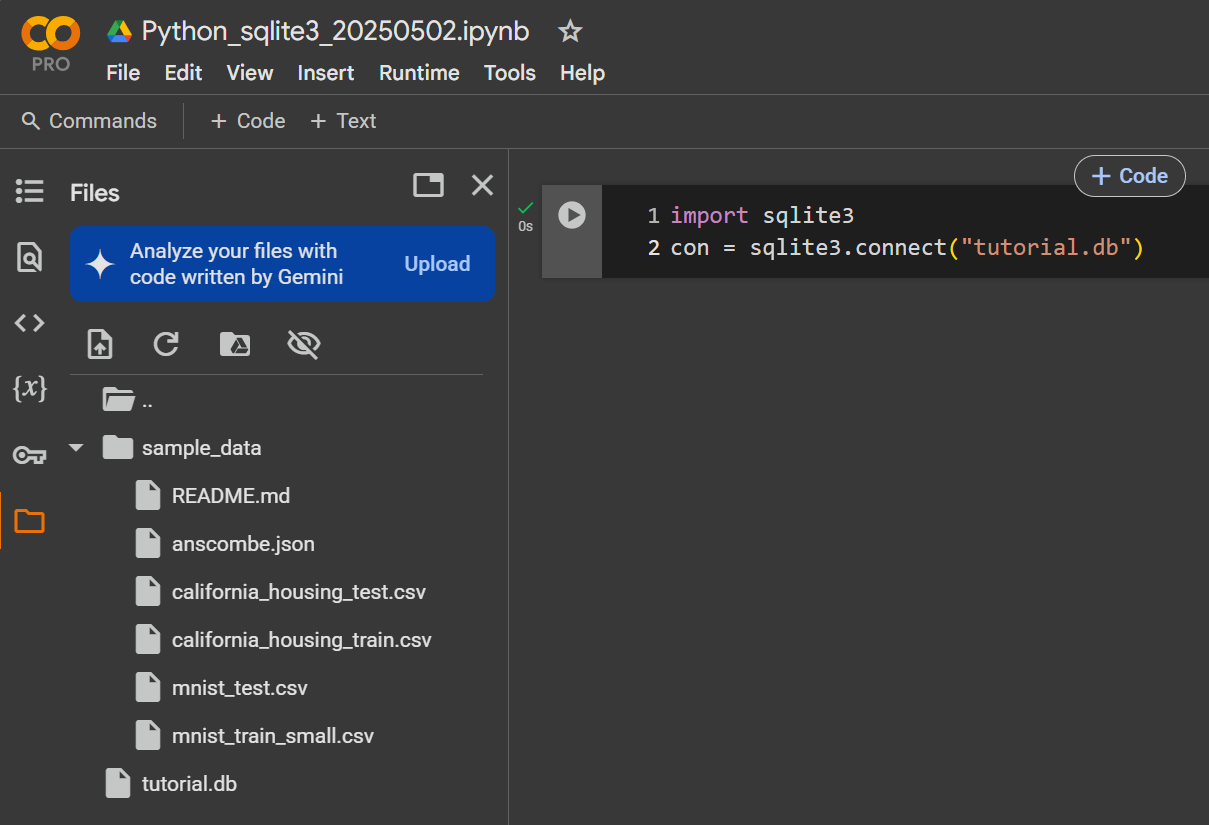 Python_sqlite3_20250502.ipynb
PRO
File Edit View Insert Runtime Tools Help
Commands + Code + Text
Files
Analyze your files with
code written by Gemini
Upload
..
sample_data
README.md
anscombe.json
california_housing_test.csv
california_housing_train.csv
mnist_test.csv
mnist_train_small.csv
tutorial.db
{x}
+ Code
0s
1 import sqlite3
2 con = sqlite3.connect("tutorial.db")